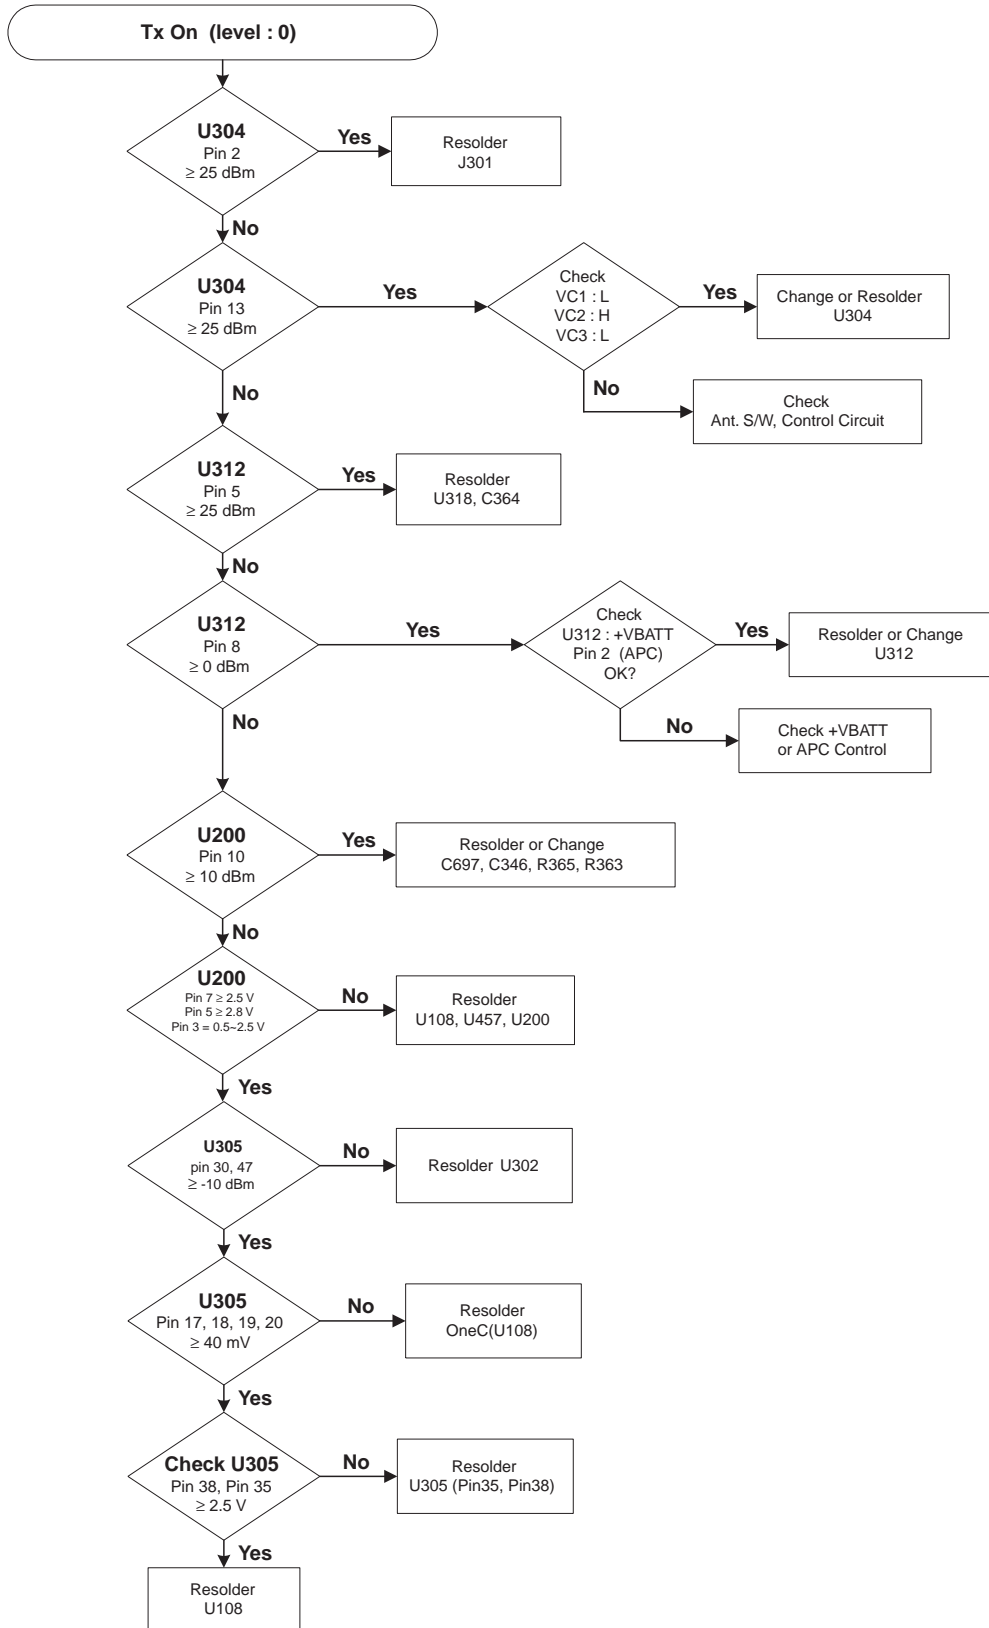 Tx On (level : 0)
U304
Pin 2
≥ 25 dBm
Yes
Resolder
J301
No
U304
Pin 13
≥ 25 dBm
Yes
Check
VC1 : L
VC2 : H
VC3 : L
Yes
Change or Resolder
U304
No
Check
Ant. S/W, Control Circuit
No
U312
Pin 5
≥ 25 dBm
Yes
Resolder
U318, C364
No
U312
Pin 8
≥ 0 dBm
Yes
Check
U312 : +VBATT
Pin 2 (APC)
OK?
Yes
Resolder or Change
U312
No
Check +VBATT
or APC Control
No
U200
Pin 10
≥ 10 dBm
Yes
Resolder or Change
C697, C346, R365, R363
No
U200
Pin 7 ≥ 2.5 V
Pin 5 ≥ 2.8 V
Pin 3 = 0.5~2.5 V
No
Resolder
U108, U457, U200
Yes
U305
pin 30, 47
≥ -10 dBm
No
Resolder U302
Yes
U305
Pin 17, 18, 19, 20
≥ 40 mV
No
Resolder
OneC(U108)
Yes
Check U305
Pin 38, Pin 35
≥ 2.5 V
No
Resolder
U305 (Pin35, Pin38)
Yes
Resolder
U108